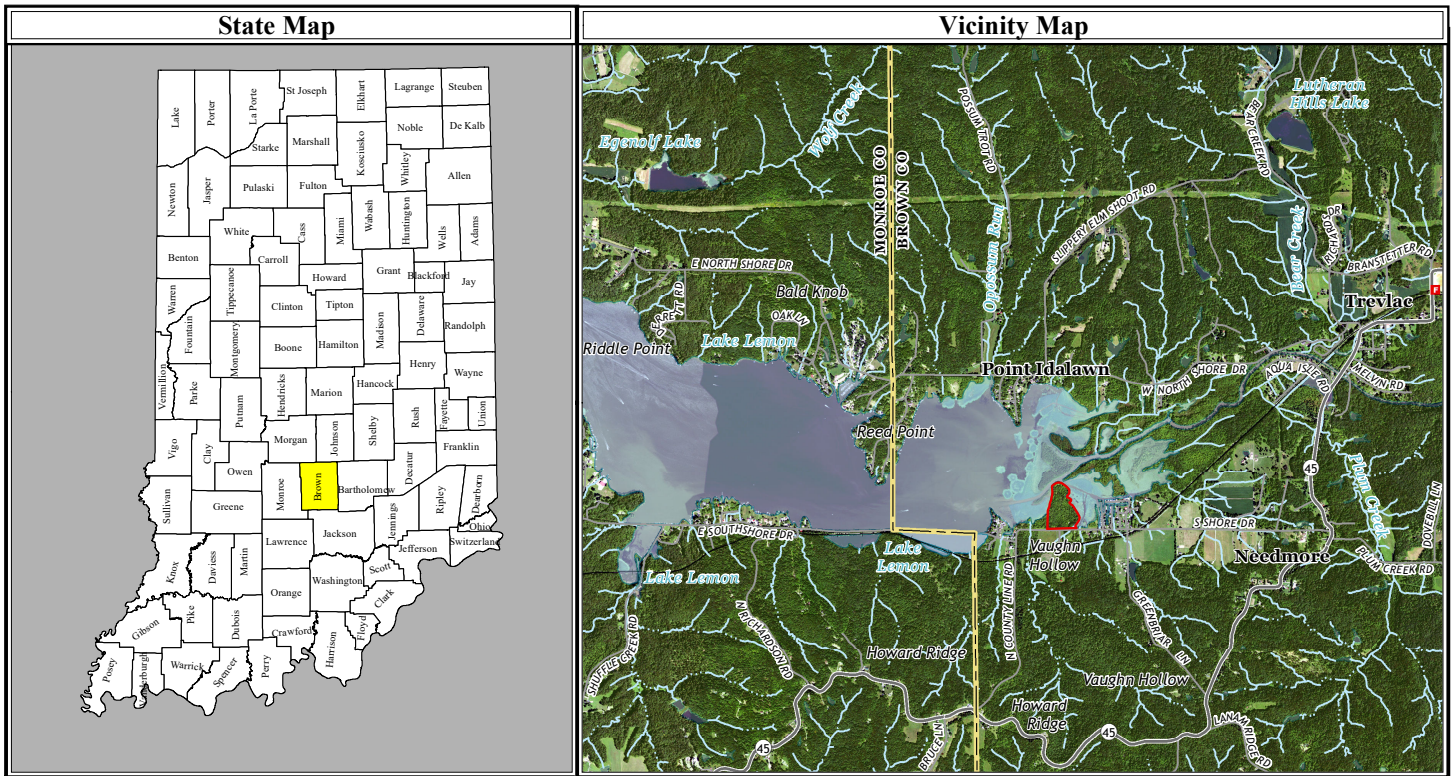 State Map
Vicinity Map
Lake
Porter
La Porte
St Joseph
Elkhart
Lagrange
Steuben
Noble
De Kalb
Starke
Marshall
Kosciusko
Whitley
Allen
Newton
Jasper
Pulaski
Fulton
Wabash
Huntington
Miami
Wells
Adams
White
Cass
Benton
Carroll
Grant
Blackford
Howard
Jay
Warren
Tippecanoe
Clinton
Tipton
Madison
Delaware
Randolph
Fountain
Montgomery
Boone
Hamilton
Henry
Wayne
Vermillion
Parke
Putnam
Hendricks
Marion
Hancock
Rush
Fayette
Union
Vigo
Clay
Owen
Morgan
Johnson
Shelby
Franklin
Decatur
Sullivan
Greene
Monroe
Brown
Bartholomew
Jennings
Ripley
Dearborn
Ohio
Switzerland
Lawrence
Jackson
Jefferson
Knox
Daviess
Martin
Scott
Washington
Clark
Orange
Floyd
Gibson
Pike
Dubois
Crawford
Harrison
Posey
Warrick
Spencer
Perry
Wolf Creek
Egenolf Lake
MONROE CO
BROWN CO
POSSUM TROT RD
BEAR CREEK RD
Lutheran
Hills Lake
SLIPPERY ELM SHOOT RD
Opossum Run
Bear Creek
BRANSTETTER RD
Trevlac
E NORTH SHORE DR
Bald Knob
OAK LN
Lake Lemon
Riddle Point
Point Idalawn
W NORTH SHORE DR
AQUA ISLE RD
MELVN RD
Reed Point
45
Plum Creek
DOVERILL LN
E SOUTHSHORE DR
S SHORE DR
Needmore
PLUM CREEK RD
Vaughn
Hollow
Lake
Lemon
Lake Lemon
N COUNTY LINE RD
GREENBRIAR LN
N RICHARDSON RD
SHUFFLE CREEK RD
Howard Ridge
Vaughn Hollow
Howard
Ridge
LANAM RIDGE RD
BRUCE LN
45
45